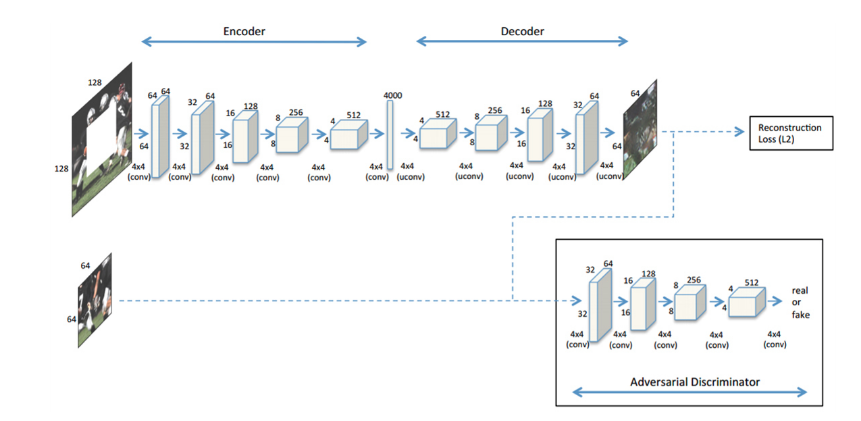 Encoder
Decoder
128
128
64 64
64
4x4
(conv)
32 64
32
4x4
(conv)
16 128
16
4x4
(conv)
8 256
8
4x4
(conv)
4 512
4
4x4
(conv)
4000
4x4
(conv)
4 512
4
4x4
(uconv)
8 256
8
4x4
(uconv)
16 128
16
4x4
(uconv)
32 64
32
4x4
(uconv)
64
64
4x4
(uconv)
Reconstruction
Loss (L2)
64
64
32 64
32
4x4
(conv)
16 128
16
4x4
(conv)
8 256
8
4x4
(conv)
4 512
4
4x4
(conv)
4x4
(conv)
real
or
fake
Adversarial Discriminator